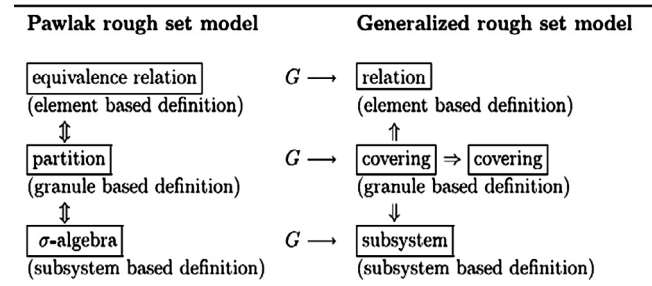 Pawlak rough set model Generalized rough set model
equivalence relation G ⟶ relation
(element based definition) (element based definition)
⇕ ⇑
partition G ⟶ covering ⇒ covering
(granule based definition) (granule based definition)
⇕ ⇓
σ-algebra G ⟶ subsystem
(subsystem based definition) (subsystem based definition)